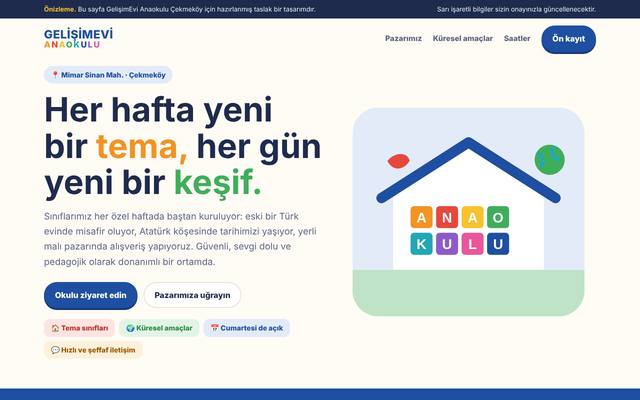 Önizleme. Bu sayfa GelişimEvi Anaokulu Çekmeköy için hazırlanmış taslak bir tasarımdır.
Sarı işaretli bilgiler sizin onayınızla güncellenecektir.
GELİŞİMEVİ
ANAOKULU
Pazarımız
Küresel amaçlar
Saatler
Ön kayıt
Mimar Sinan Mah. · Çekmeköy
Her hafta yeni
bir tema, her gün
yeni bir keşif.
Sınıflarımız her özel haftada baştan kuruluyor: eski bir Türk
evinde misafir oluyor, Atatürk köşesinde tarihimizi yaşıyor, yerli
malı pazarında alışveriş yapıyoruz. Güvenli, sevgi dolu ve
pedagojik olarak donanımlı bir ortamda.
Okulu ziyaret edin
Pazarımıza uğrayın
Tema sınıfları
Küresel amaçlar
Cumartesi de açık
Hızlı ve şeffaf iletişim
ANAO
KULU